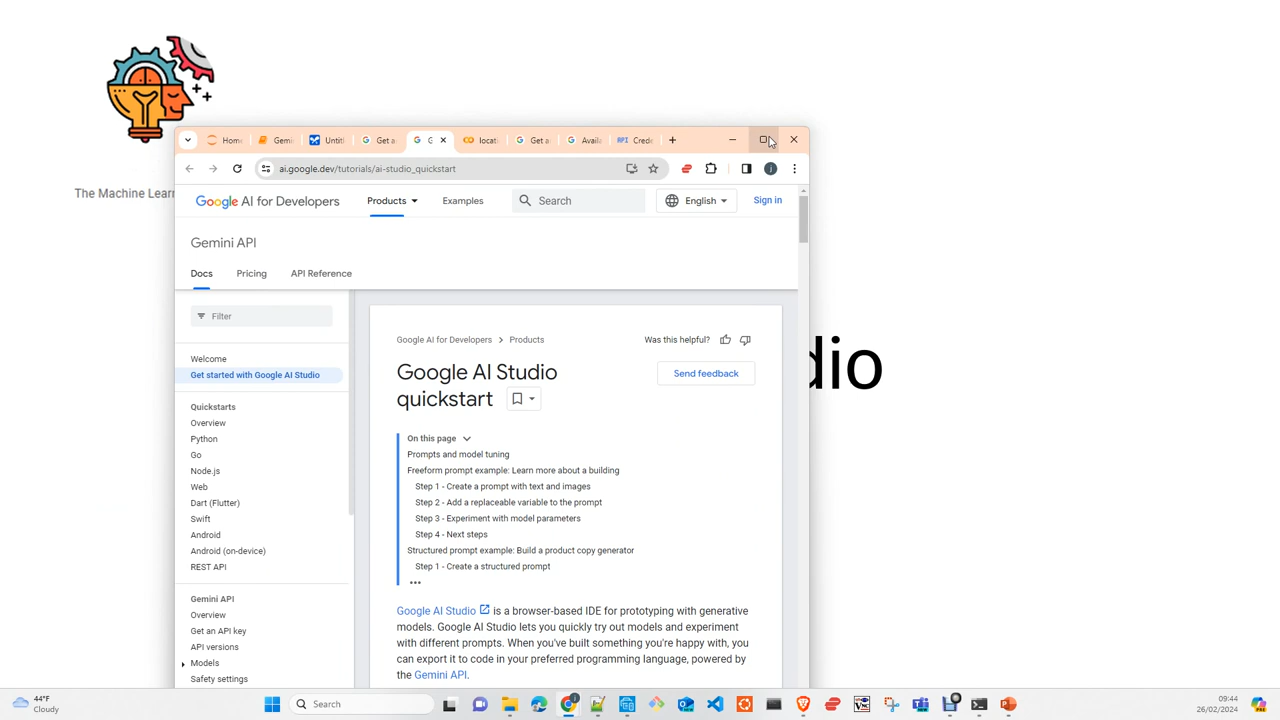 The Machine Learn
Home
Gemi
Untitl
Get a
G
locati
Get a
Availa
API Crede
ai.google.dev/tutorials/ai-studio_quickstart
Google AI for Developers
Products
Examples
Search
English
Sign in
Gemini API
Docs
Pricing
API Reference
Filter
Welcome
Get started with Google AI Studio
Quickstarts
Overview
Python
Go
Node.js
Web
Dart (Flutter)
Swift
Android
Android (on-device)
REST API
Gemini API
Overview
Get an API key
API versions
Models
Safety settings
Google AI for Developers > Products
Was this helpful?
Google AI Studio
quickstart
Send feedback
On this page
Prompts and model tuning
Freeform prompt example: Learn more about a building
Step 1 - Create a prompt with text and images
Step 2 - Add a replaceable variable to the prompt
Step 3 - Experiment with model parameters
Step 4 - Next steps
Structured prompt example: Build a product copy generator
Step 1 - Create a structured prompt
Google AI Studio is a browser-based IDE for prototyping with generative
models. Google AI Studio lets you quickly try out models and experiment
with different prompts. When you've built something you're happy with, you
can export it to code in your preferred programming language, powered by
the Gemini API.
dio
44°F
Cloudy
Search
09:44
26/02/2024